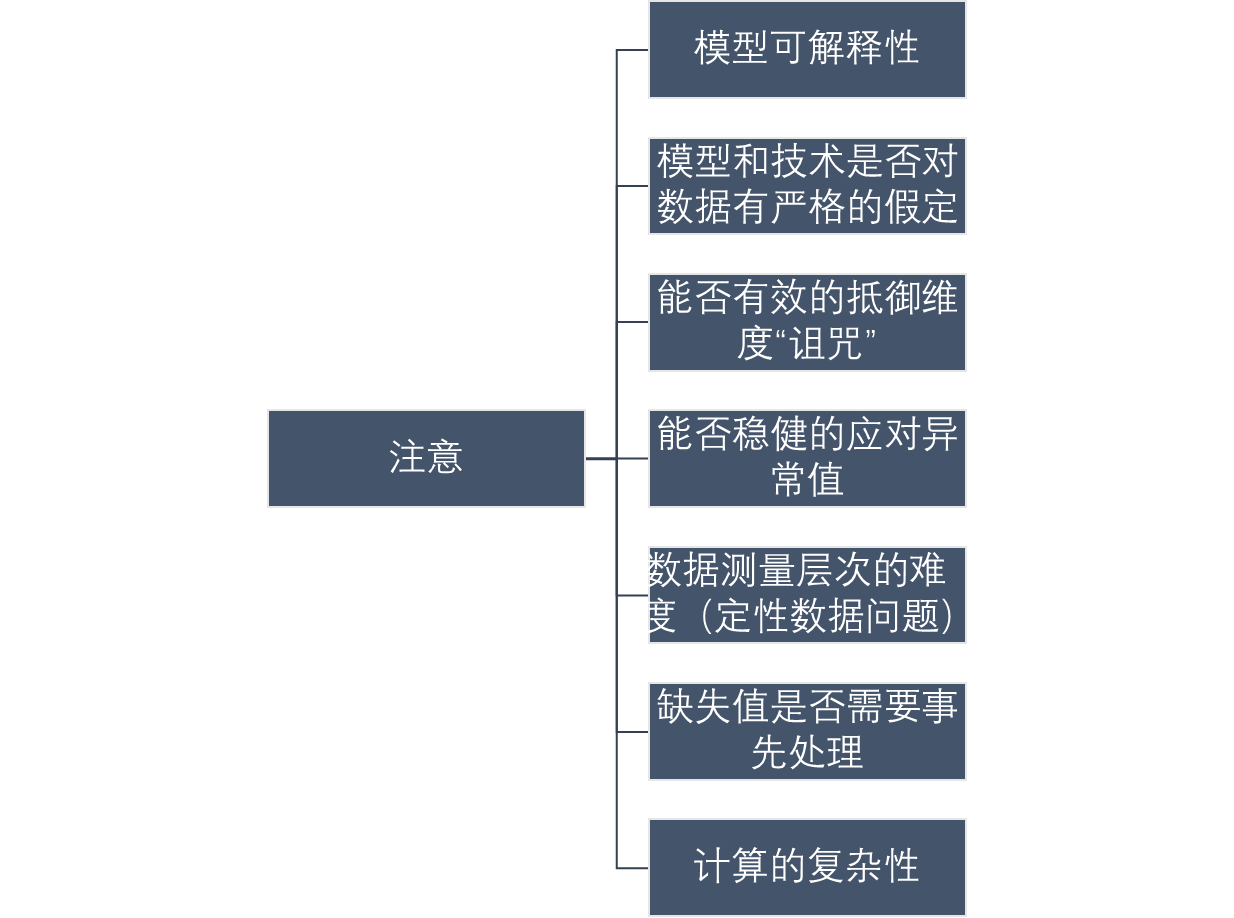 模型可解释性
模型和技术是否对
数据有严格的假定
能否有效的抵御维
度“诅咒”
注意
能否稳健的应对异
常值
数据测量层次的难
度（定性数据问题）
缺失值是否需要事
先处理
计算的复杂性